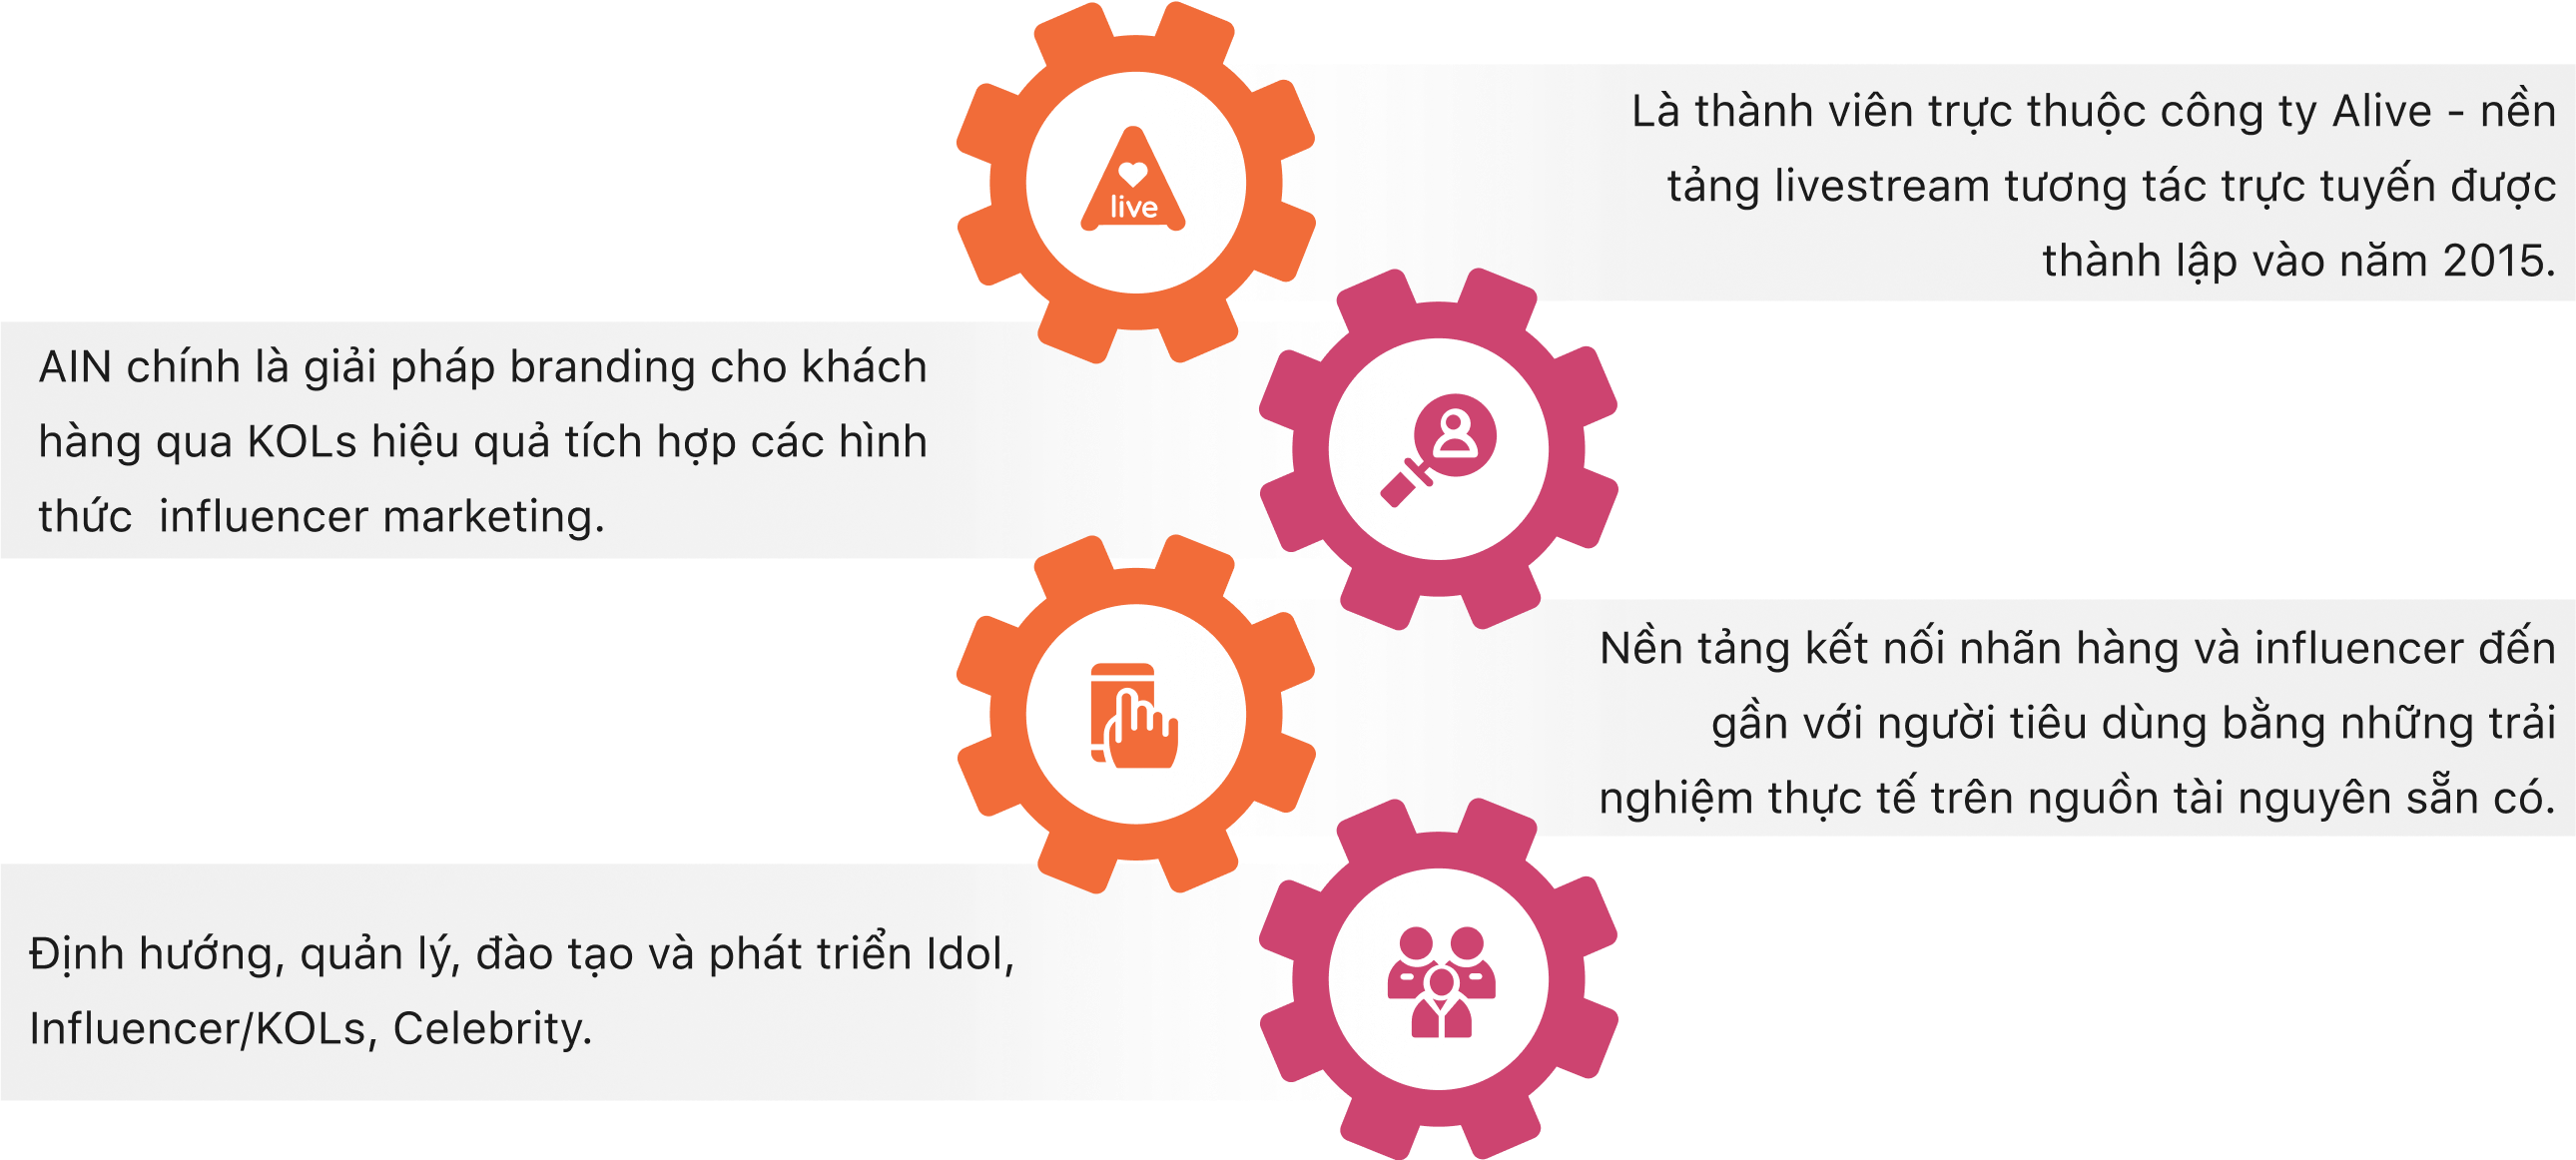 live
Là thành viên trực thuộc công ty Alive - nền
tảng livestream tương tác trực tuyến được
thành lập vào năm 2015.
AIN chính là giải pháp branding cho khách
hàng qua KOLs hiệu quả tích hợp các hình
thức  influencer marketing.
Nền tảng kết nối nhãn hàng và influencer đến
gần với người tiêu dùng bằng những trải
nghiệm thực tế trên nguồn tài nguyên sẵn có.
Định hướng, quản lý, đào tạo và phát triển Idol,
Influencer/KOLs, Celebrity.